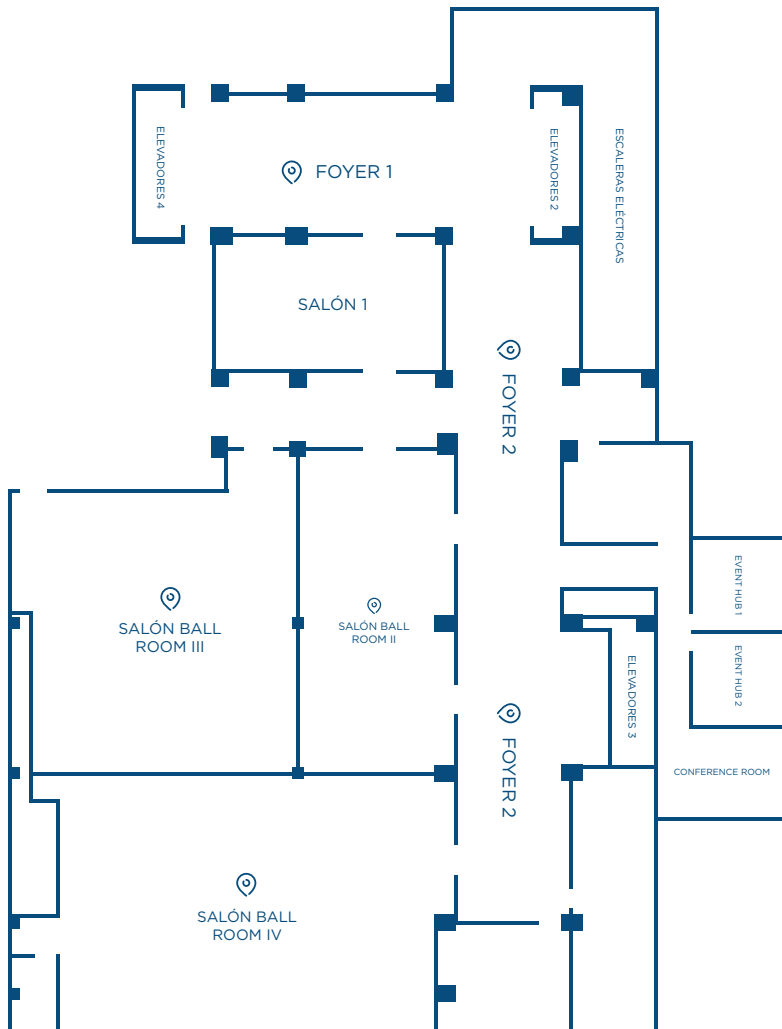 ELEVADORES 4
FOYER 1
ELEVADORES 2
ESCALERAS ELÉCTRICAS
SALÓN 1
FOYER 2
EVENT HUB 1
SALÓN BALL
ROOM III
SALÓN BALL
ROOM II
EVENT HUB 2
ELEVADORES 3
FOYER 2
CONFERENCE ROOM
SALÓN BALL
ROOM IV